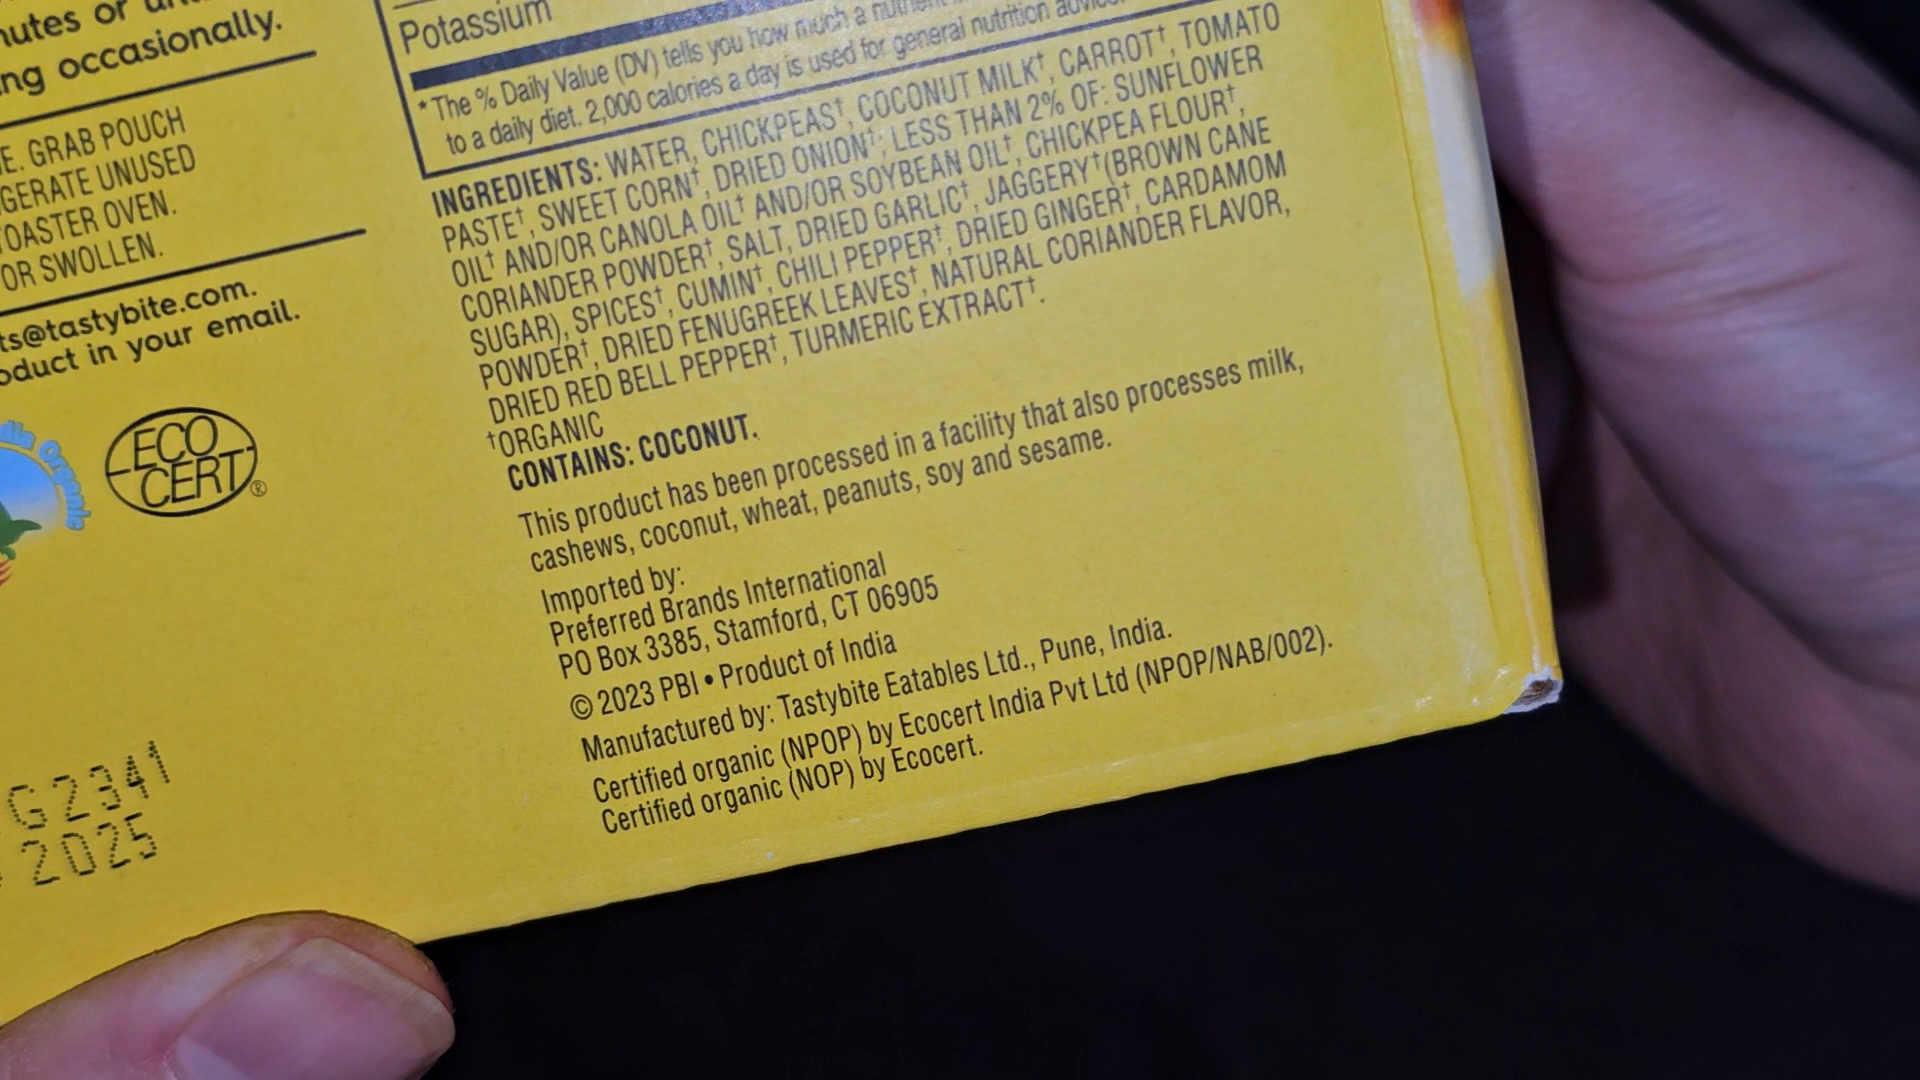 nutes or
ng occasionally.
E. GRAB POUCH
GERATE UNUSED
TOASTER OVEN.
OR SWOLLEN.
ts@tastybite.com.
oduct in your email.
Organic
ECO
CERT®
G2341
2025
Potassium
*The % Daily Value (DV) tells you how much a nutrient
to a daily diet. 2,000 calories a day is used for general nutrition advice.
INGREDIENTS: WATER, CHICKPEAS†, COCONUT MILK†, CARROT†, TOMATO
PASTE†, SWEET CORN†, DRIED ONION†; LESS THAN 2% OF: SUNFLOWER
OIL† AND/OR CANOLA OIL† AND/OR SOYBEAN OIL†, CHICKPEA FLOUR†,
CORIANDER POWDER†, SALT, DRIED GARLIC†, JAGGERY†(BROWN CANE
SUGAR), SPICES†, CUMIN†, CHILI PEPPER†, DRIED GINGER†, CARDAMOM
POWDER†, DRIED FENUGREEK LEAVES†, NATURAL CORIANDER FLAVOR,
DRIED RED BELL PEPPER†, TURMERIC EXTRACT†.
†ORGANIC
CONTAINS: COCONUT.
This product has been processed in a facility that also processes milk,
cashews, coconut, wheat, peanuts, soy and sesame.
Imported by:
Preferred Brands International
PO Box 3385, Stamford, CT 06905
© 2023 PBI • Product of India
Manufactured by: Tastybite Eatables Ltd., Pune, India.
Certified organic (NPOP) by Ecocert India Pvt Ltd (NPOP/NAB/002).
Certified organic (NOP) by Ecocert.